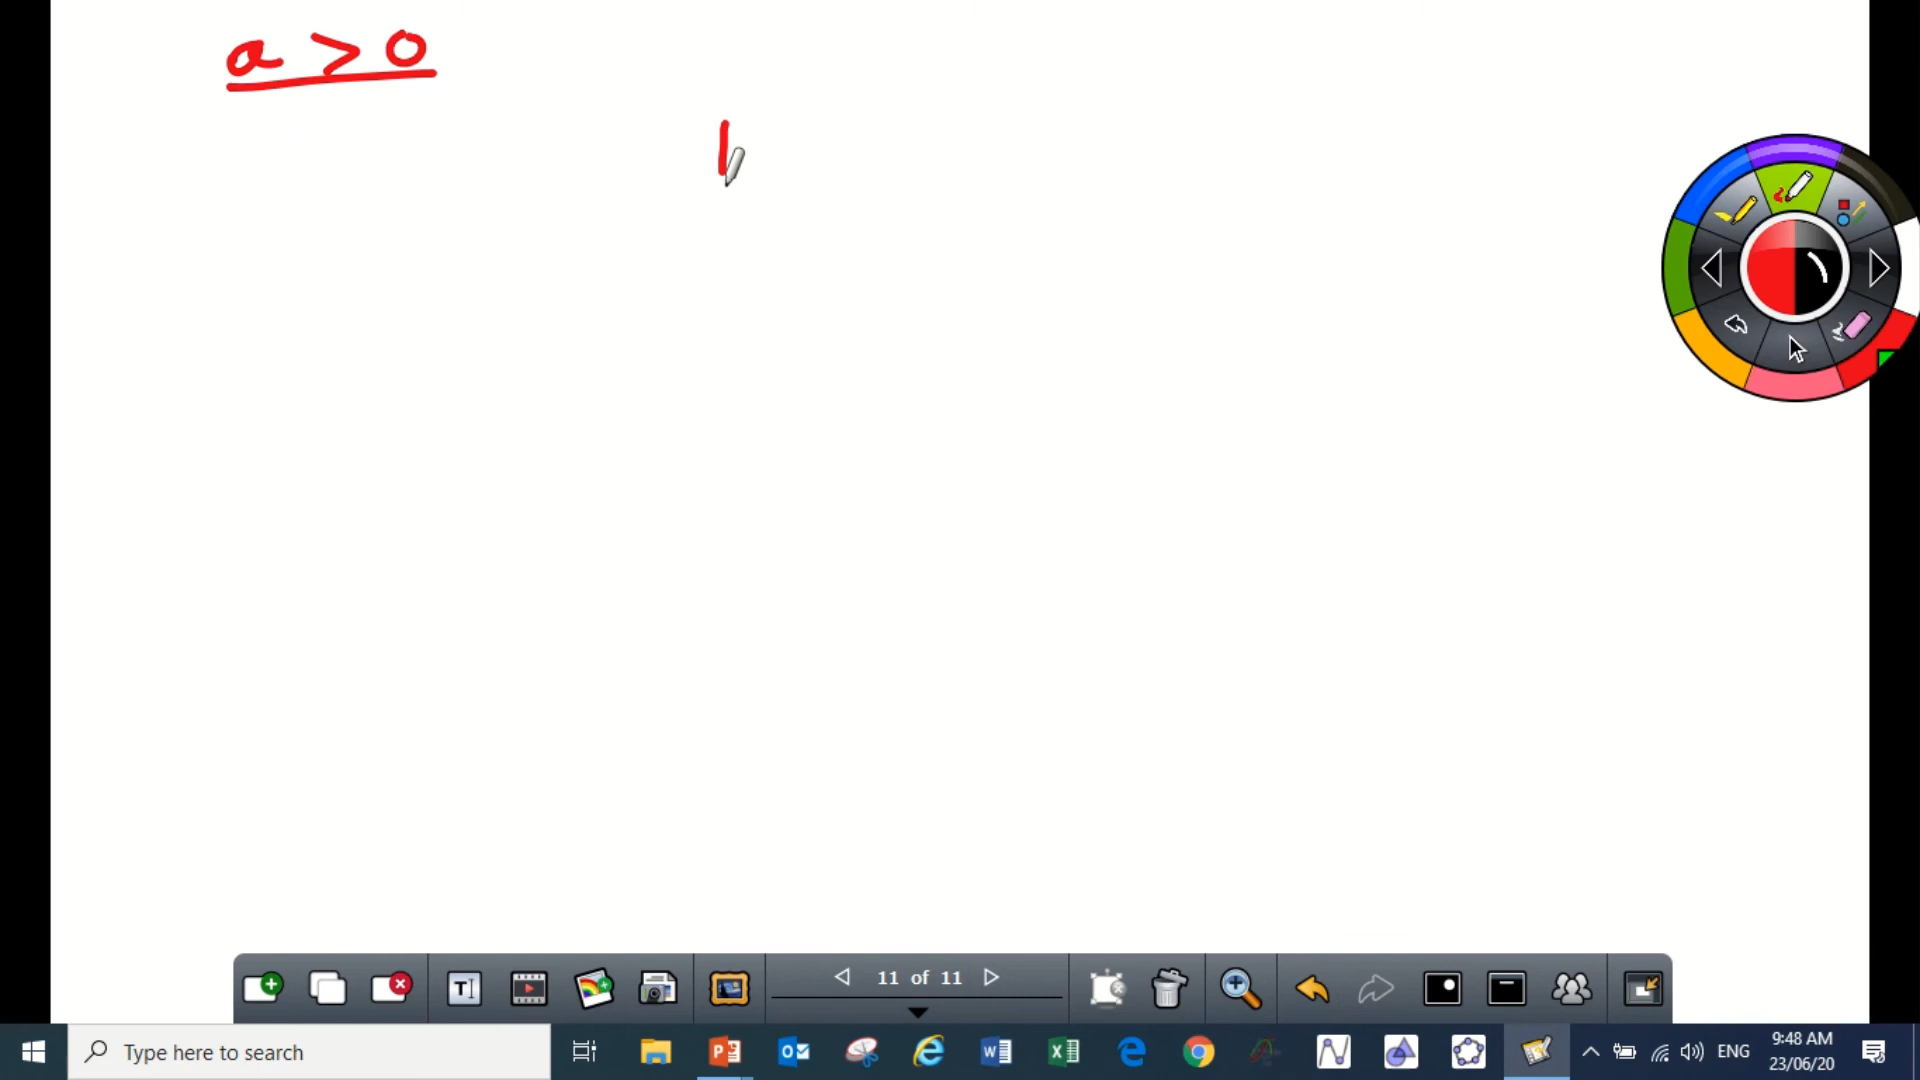 a > 0
11 of 11
Type here to search
ENG
9:48 AM
23/06/20